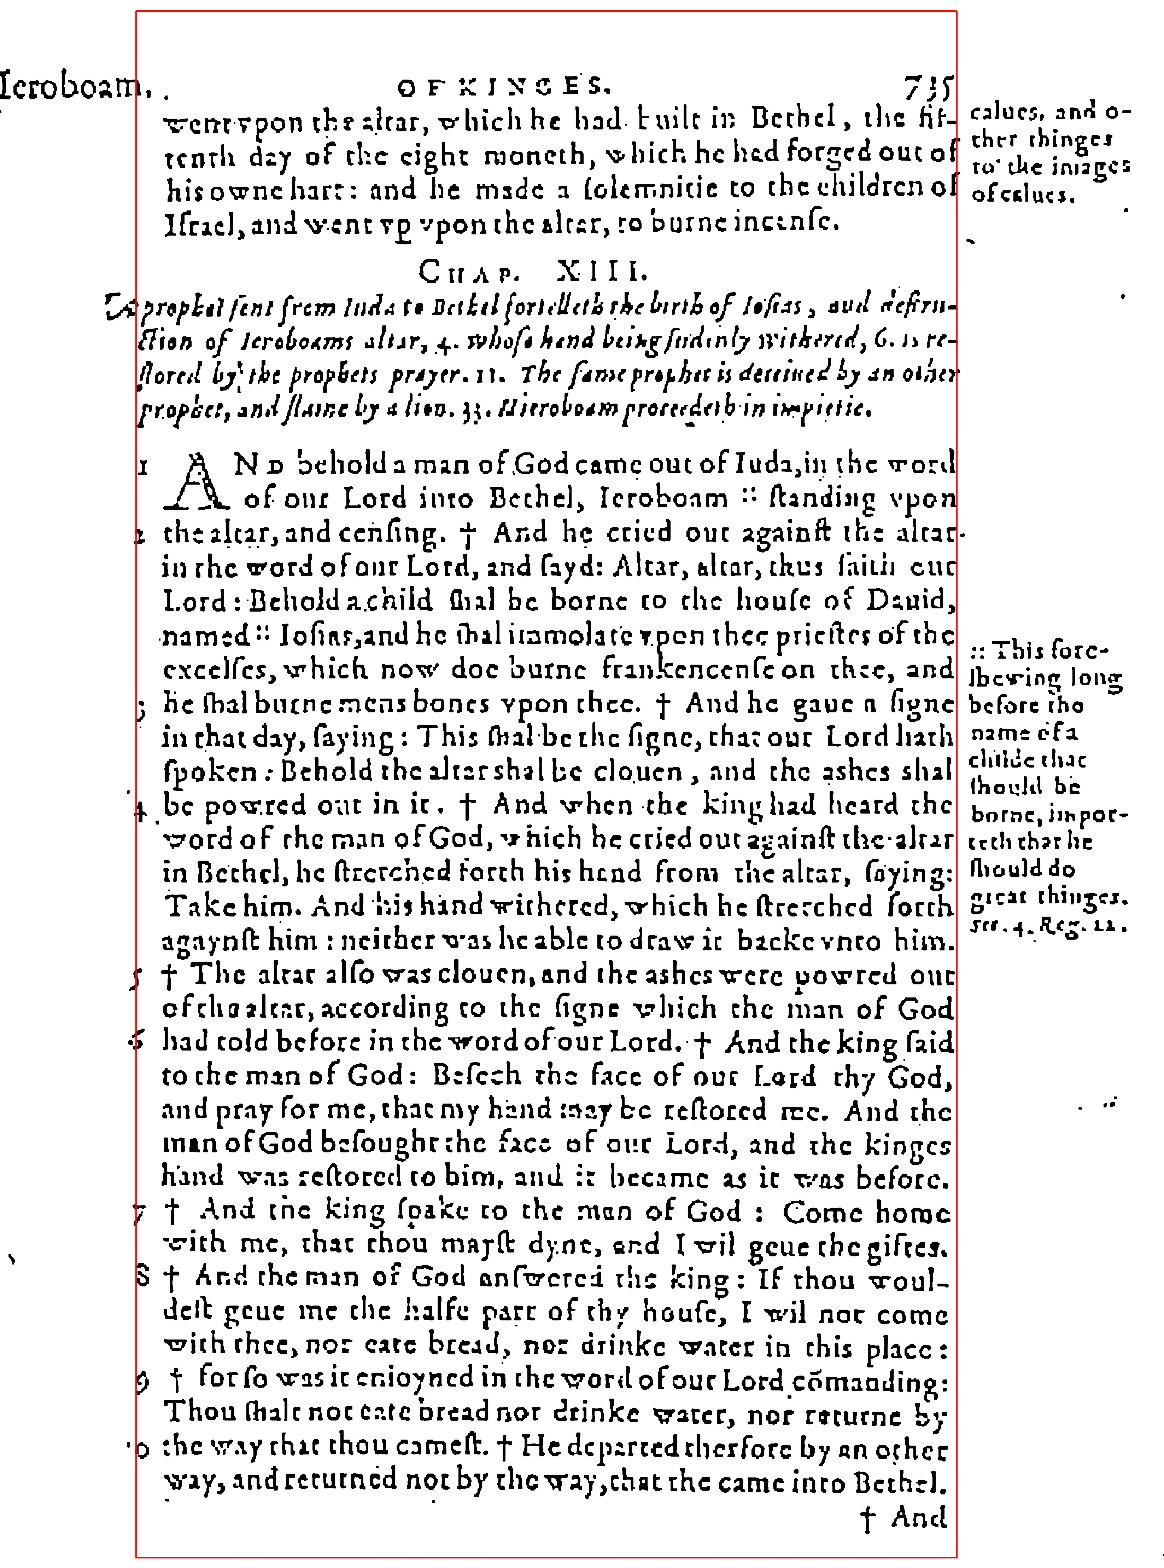 Ieroboam. OF KINGES. 735
went vpon the altar, which he had built in Bethel, the fif-
tenth day of the eight moneth, which he had forged out of
his owne hart: and he made a ſolemnitie to the children of
Iſrael, and went vp vpon the altar, to burne incenſe.
calues, and o-
ther thinges
to the images
of calues.
CHAP. XIII.
A prophet ſent from Iuda to Bethel fortelleth the birth of Ioſias, and deſtru-
ction of Ieroboams altar, 4. whoſe hand being ſudenly withered, 6. is re-
ſtored by the prophets prayer. 11. The ſame prophet is deceiued by an other
prophet, and ſlaine by a lion. 33. Hieroboam proceedeth in impietie.
1 AND behold a man of God came out of Iuda, in the word
of our Lord into Bethel, Ieroboam :: ſtanding vpon
2 the altar, and cenſing. † And he cried out againſt the altar
in the word of our Lord, and ſayd: Altar, altar, thus ſaith our
Lord: Behold a child ſhal be borne to the houſe of Dauid,
named :: Ioſias, and he ſhal immolate vpon thee prieſtes of the
excelſes, which now doe burne frankencenſe on thee, and
3 he ſhal burne mens bones vpon thee. † And he gaue a ſigne
in that day, ſaying: This ſhal be the ſigne, that our Lord hath
ſpoken: Behold the altar shal be clouen, and the ashes shal
4 be powred out in it. † And when the king had heard the
word of the man of God, which he cried out againſt the altar
in Bethel, he ſtretched forth his hand from the altar, ſaying:
Take him. And his hand withered, which he ſtretched forth
agaynſt him: neither was he able to draw it backe vnto him.
5 † The altar alſo was clouen, and the ashes were powred out
of the altar, according to the ſigne which the man of God
6 had told before in the word of our Lord. † And the king ſaid
to the man of God: Beſech the face of our Lord thy God,
and pray for me, that my hand may be reſtored me. And the
man of God beſought the face of our Lord, and the kinges
hand was reſtored to him, and it became as it was before.
7 † And the king ſpake to the man of God: Come home
with me, that thou mayſt dyne, and I wil geue the giftes.
8 † And the man of God anſwered the king: If thou woul-
deſt geue me the halfe part of thy houſe, I wil not come
with thee, nor eate bread, nor drinke water in this place:
9 † for ſo was it enioyned in the word of our Lord cõmanding:
Thou ſhalt not eate bread nor drinke water, nor returne by
10 the way that thou cameſt. † He departed therfore by an other
way, and returned not by the way, that the came into Bethel.
† And
:: This fore-
ſhewing long
before the
name of a
childe that
ſhould be
borne, impor-
teth that he
ſhould do
great thinges.
See. 4. Reg. 22.